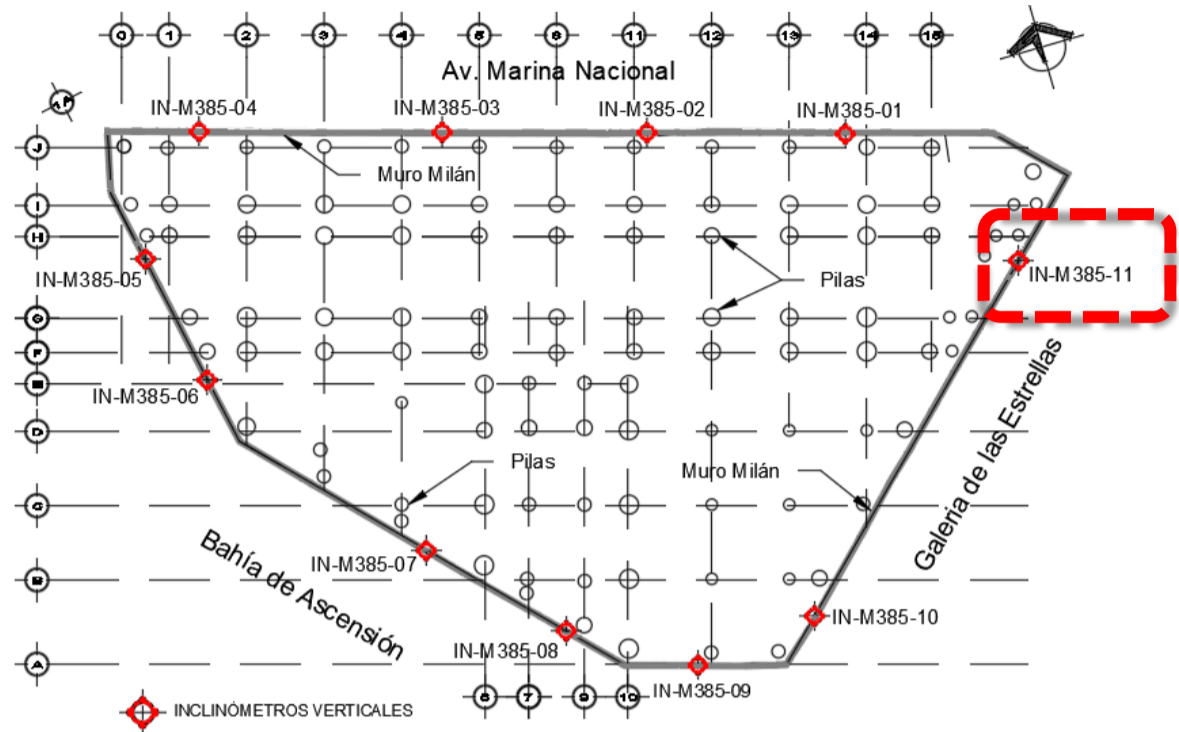 0 1 2 3 4 5 8 11 12 13 14 15
Av. Marina Nacional
IN-M385-04
IN-M385-03
IN-M385-02
IN-M385-01
J
Muro Milán
I
H
IN-M385-05
Pilas
IN-M385-11
G
F
E
IN-M385-06
D
Pilas
Muro Milán
Galeria de las Estrellas
C
Bahía de Ascensión
IN-M385-07
B
IN-M385-10
IN-M385-08
A
IN-M385-09
6 7 9 10
INCLINÓMETROS VERTICALES